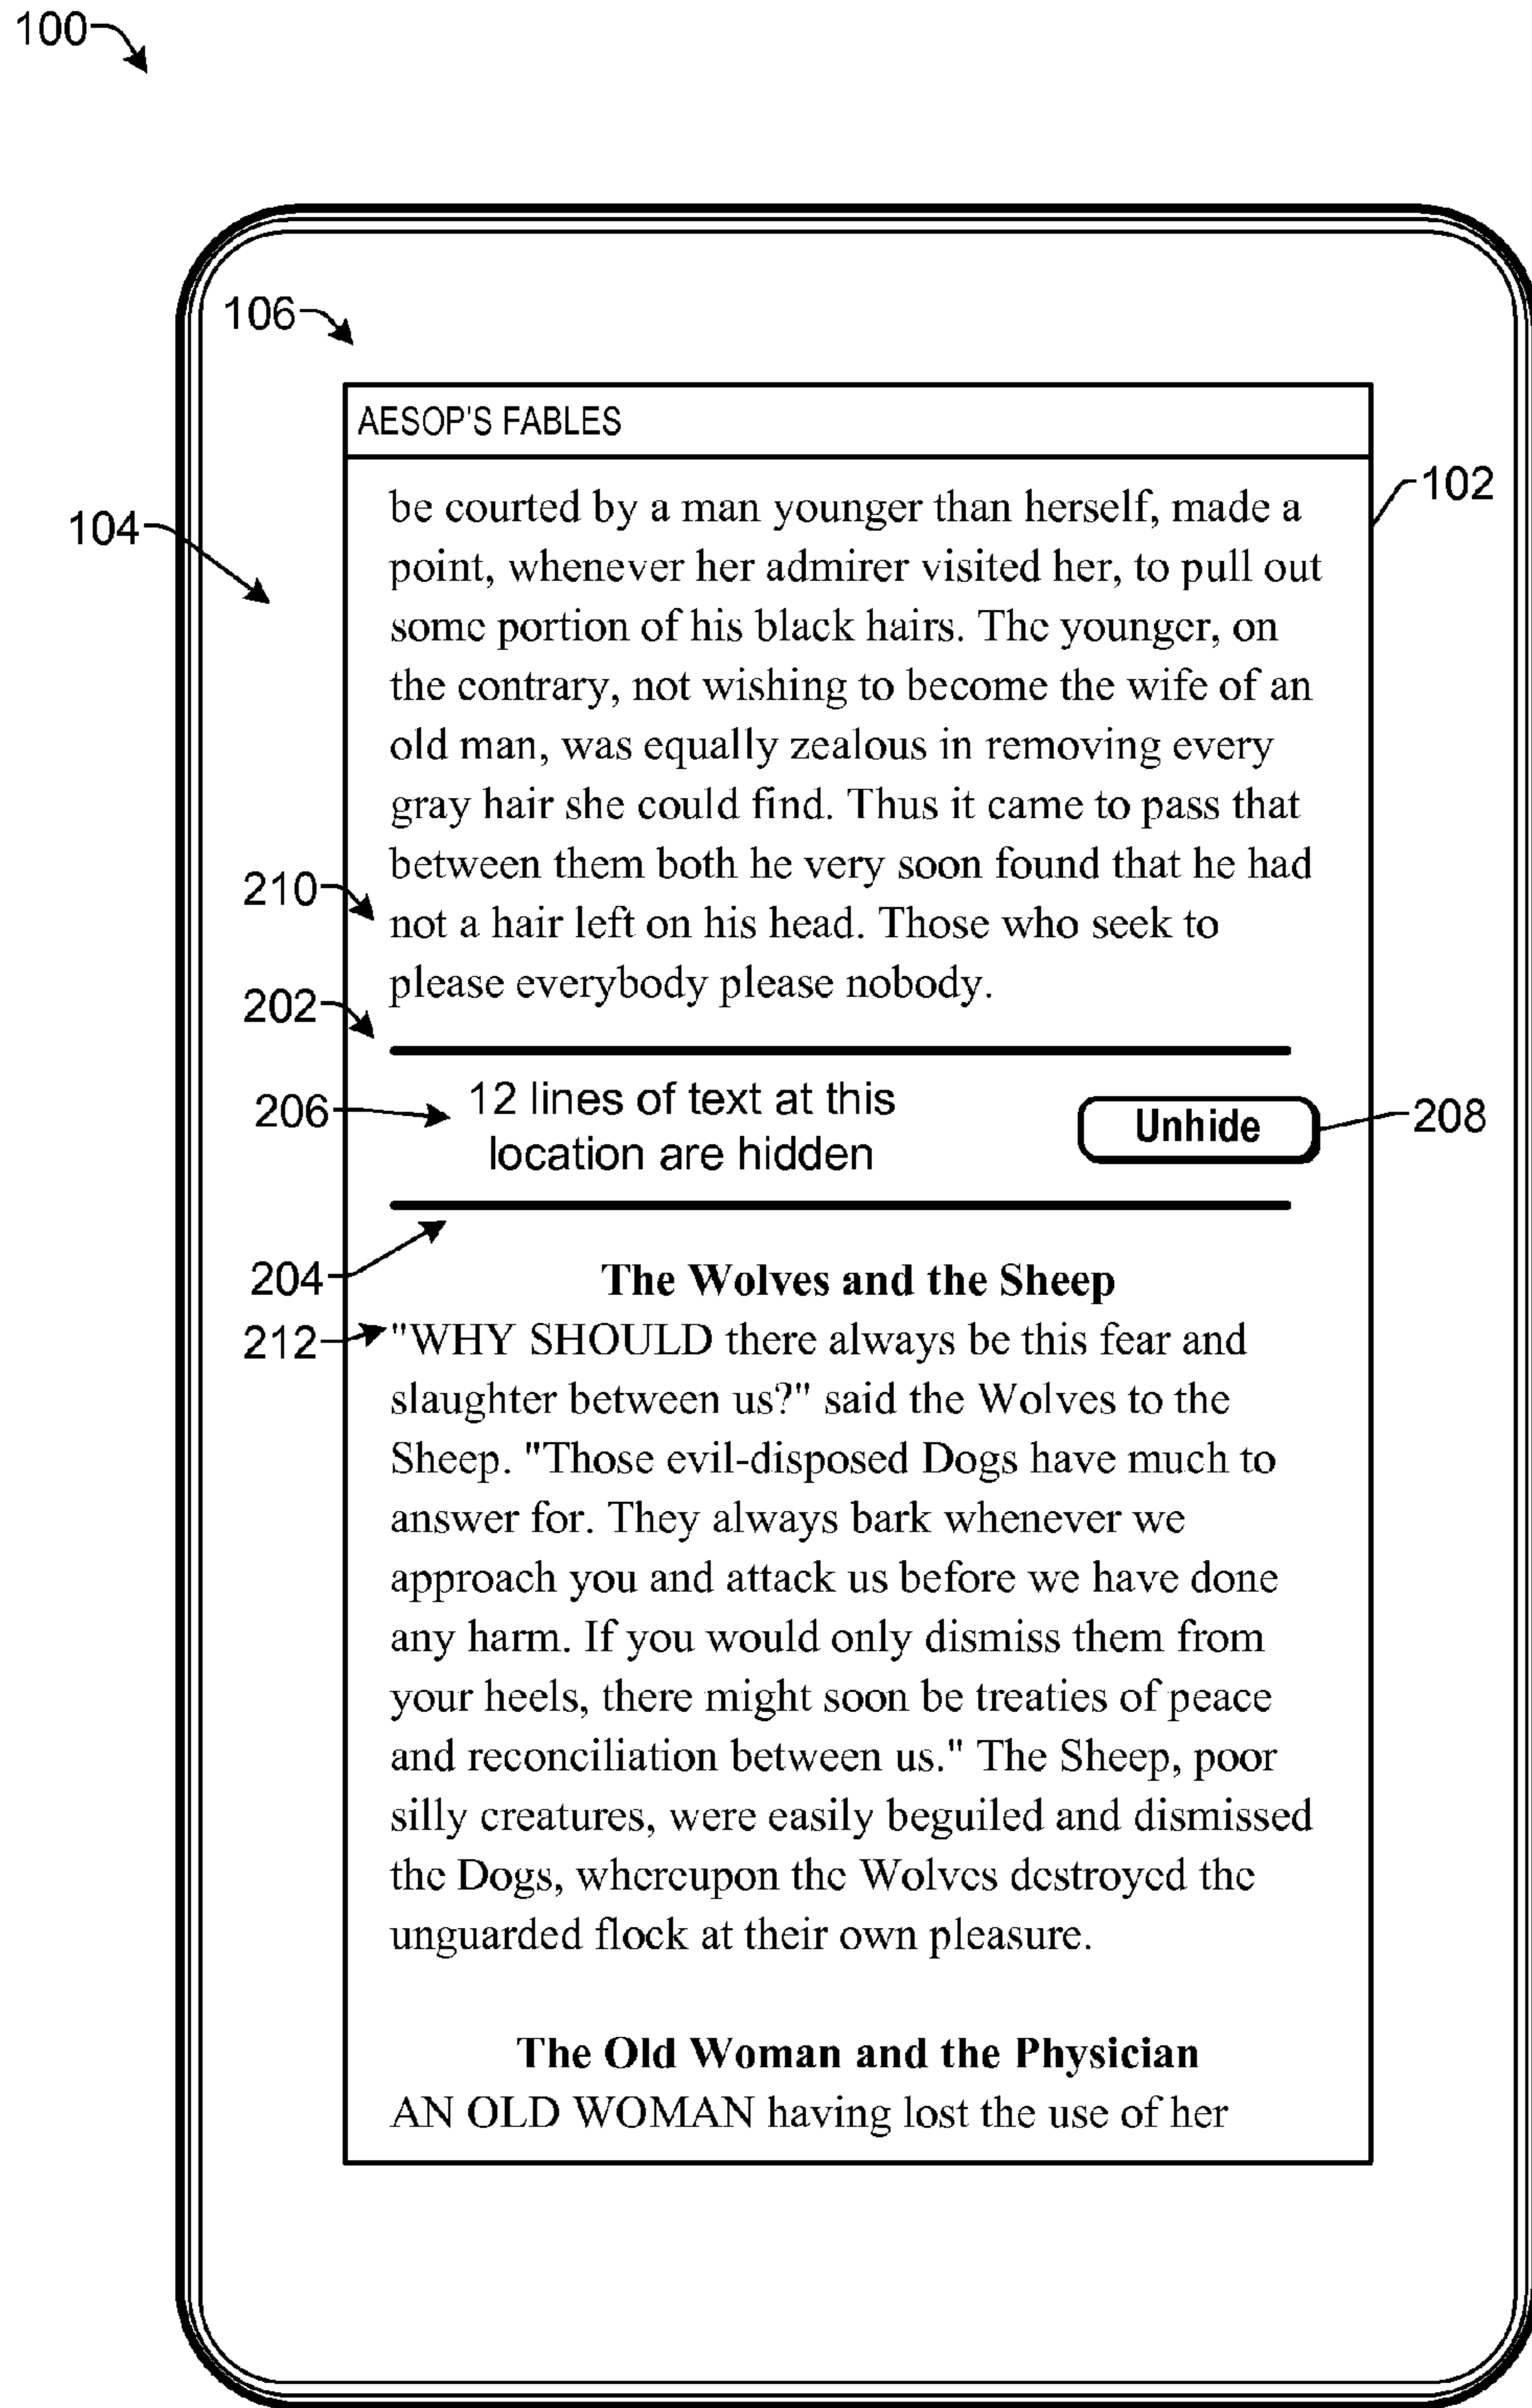 100
106
AESOP'S FABLES
102
104
be courted by a man younger than herself, made a
point, whenever her admirer visited her, to pull out
some portion of his black hairs. The younger, on
the contrary, not wishing to become the wife of an
old man, was equally zealous in removing every
gray hair she could find. Thus it came to pass that
between them both he very soon found that he had
210
not a hair left on his head. Those who seek to
please everybody please nobody.
202
206
12 lines of text at this
location are hidden
Unhide
208
204
The Wolves and the Sheep
212
"WHY SHOULD there always be this fear and
slaughter between us?" said the Wolves to the
Sheep. "Those evil-disposed Dogs have much to
answer for. They always bark whenever we
approach you and attack us before we have done
any harm. If you would only dismiss them from
your heels, there might soon be treaties of peace
and reconciliation between us." The Sheep, poor
silly creatures, were easily beguiled and dismissed
the Dogs, whereupon the Wolves destroyed the
unguarded flock at their own pleasure.
The Old Woman and the Physician
AN OLD WOMAN having lost the use of her